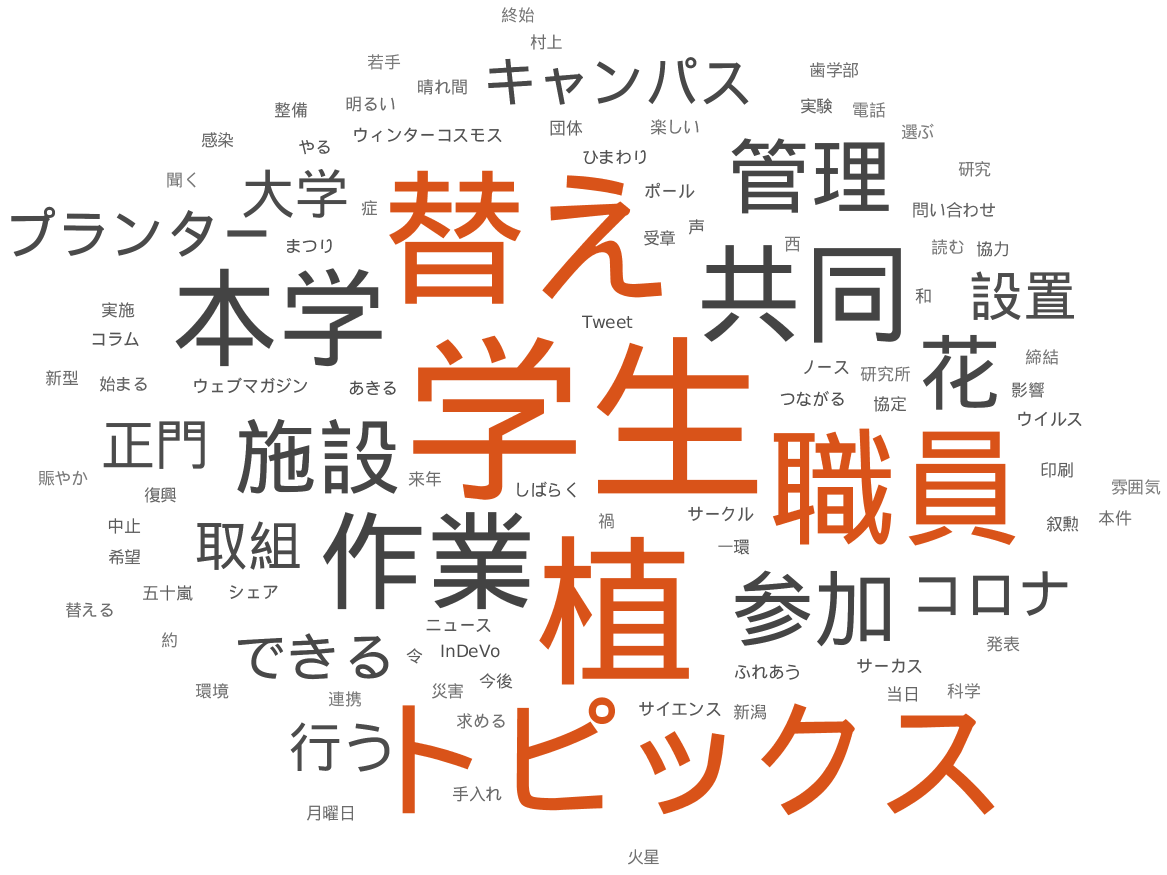 終始
村上
若手
キャンパス
歯学部
晴れ間
整備
明るい
実験
電話
感染
やる
ウィンターコスモス
団体
楽しい
選ぶ
ひまわり
管理
聞く
大学
症
替え
ポール
研究
問い合わせ
プランター
まつり
受章
声
西
読む
協力
本学
共同
設置
実施
コラム
Tweet
和
新型
始まる
ウェブマガジン
あきる
学生
ノース
研究所
花
締結
影響
つながる
協定
ウイルス
正門
施設
職員
印刷
賑やか
復興
来年
しばらく
雰囲気
中止
取組
作業
禍
サークル
叙勲
本件
希望
一環
植
五十嵐
シェア
参加
コロナ
替える
約
できる
ニュース
令
InDeVo
発表
ふれあう
サーカス
環境
連携
災害
今後
当日
科学
行う
トピックス
求める
サイエンス
新潟
手入れ
月曜日
火星